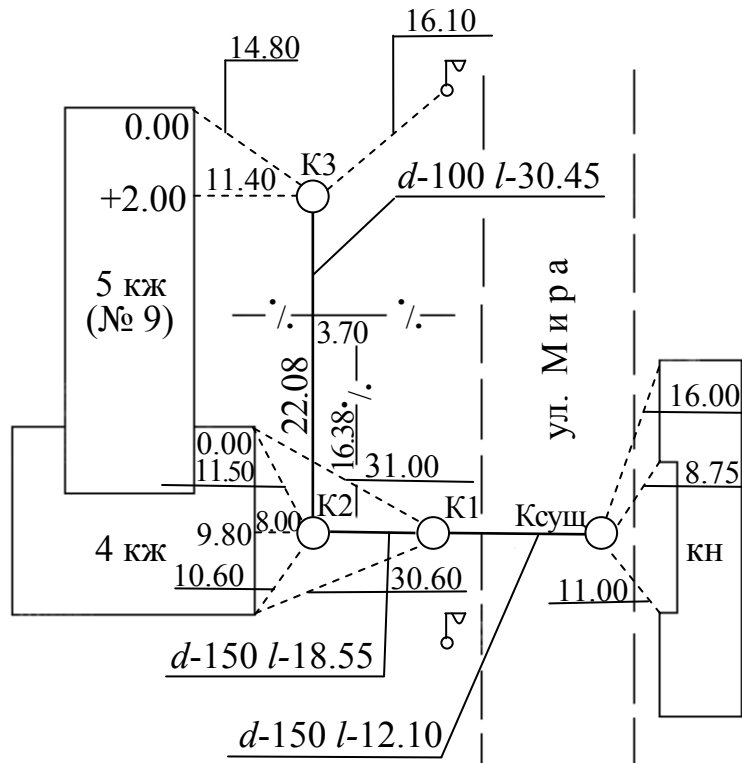 16.10
14.80
0.00
К3
11.40
+2.00
d-100 l-30.45
5 кж
(№ 9)
3.70
22.08
16.38
ул. Мира
16.00
0.00
11.50
31.00
8.75
К2
К1
Ксущ
8.00
9.80
4 кж
кн
10.60
30.60
11.00
d-150 l-18.55
d-150 l-12.10